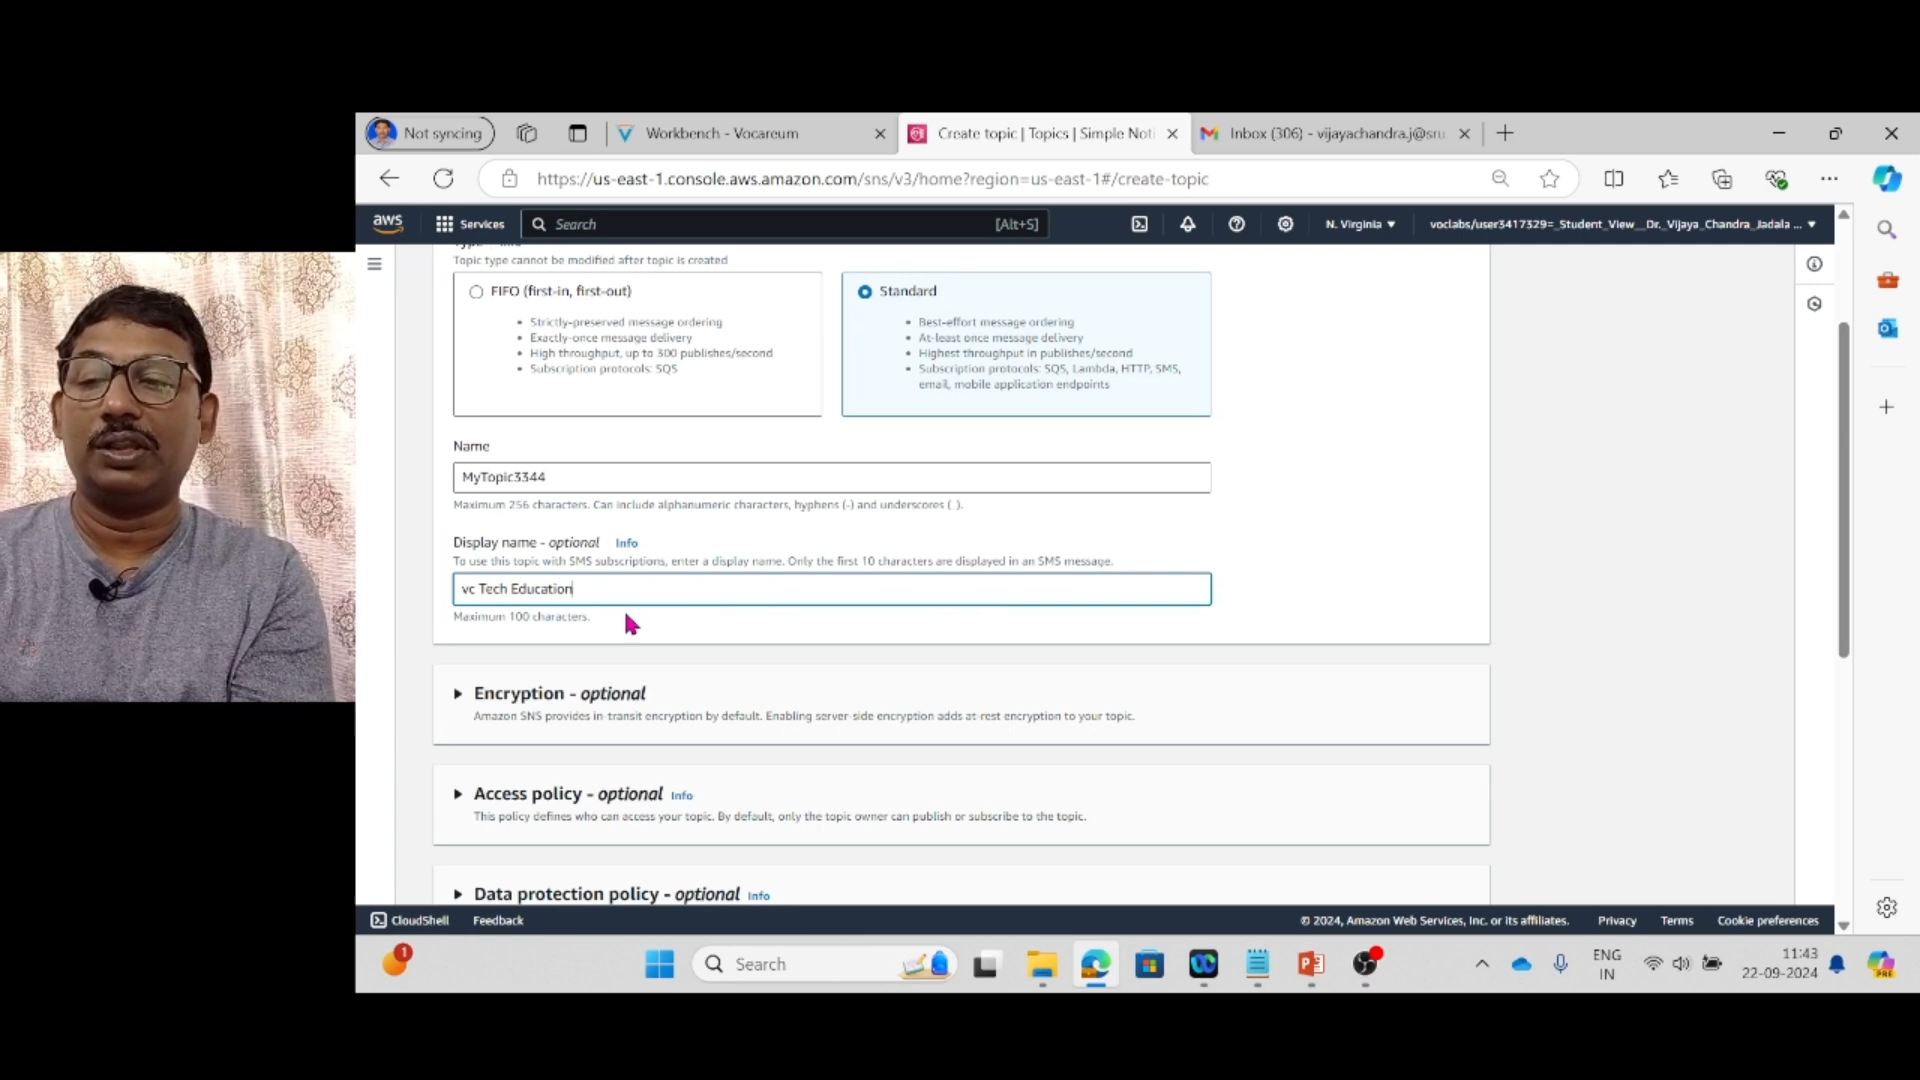 Not syncing
Workbench - Vocareum
Create topic | Topics | Simple Noti
Inbox (306) - vijayachandra.j@sru
https://us-east-1.console.aws.amazon.com/sns/v3/home?region=us-east-1#/create-topic
aws
Services
Search
[Alt+S]
N. Virginia
voclabs/user3417329=_Student_View__Dr._Vijaya_Chandra_Jadala ...
Topic type cannot be modified after topic is created
FIFO (first-in, first-out)
Strictly-preserved message ordering
Exactly-once message delivery
High throughput, up to 300 publishes/second
Subscription protocols: SQS
Standard
Best-effort message ordering
At-least once message delivery
Highest throughput in publishes/second
Subscription protocols: SQS, Lambda, HTTP, SMS,
email, mobile application endpoints
Name
MyTopic3344
Maximum 256 characters. Can include alphanumeric characters, hyphens (-) and underscores (_).
Display name - optional Info
To use this topic with SMS subscriptions, enter a display name. Only the first 10 characters are displayed in an SMS message.
vc Tech Education
Maximum 100 characters.
Encryption - optional
Amazon SNS provides in-transit encryption by default. Enabling server-side encryption adds at-rest encryption to your topic.
Access policy - optional Info
This policy defines who can access your topic. By default, only the topic owner can publish or subscribe to the topic.
Data protection policy - optional Info
CloudShell
Feedback
© 2024, Amazon Web Services, Inc. or its affiliates.
Privacy
Terms
Cookie preferences
1
Search
ENG
IN
11:43
22-09-2024
PRE